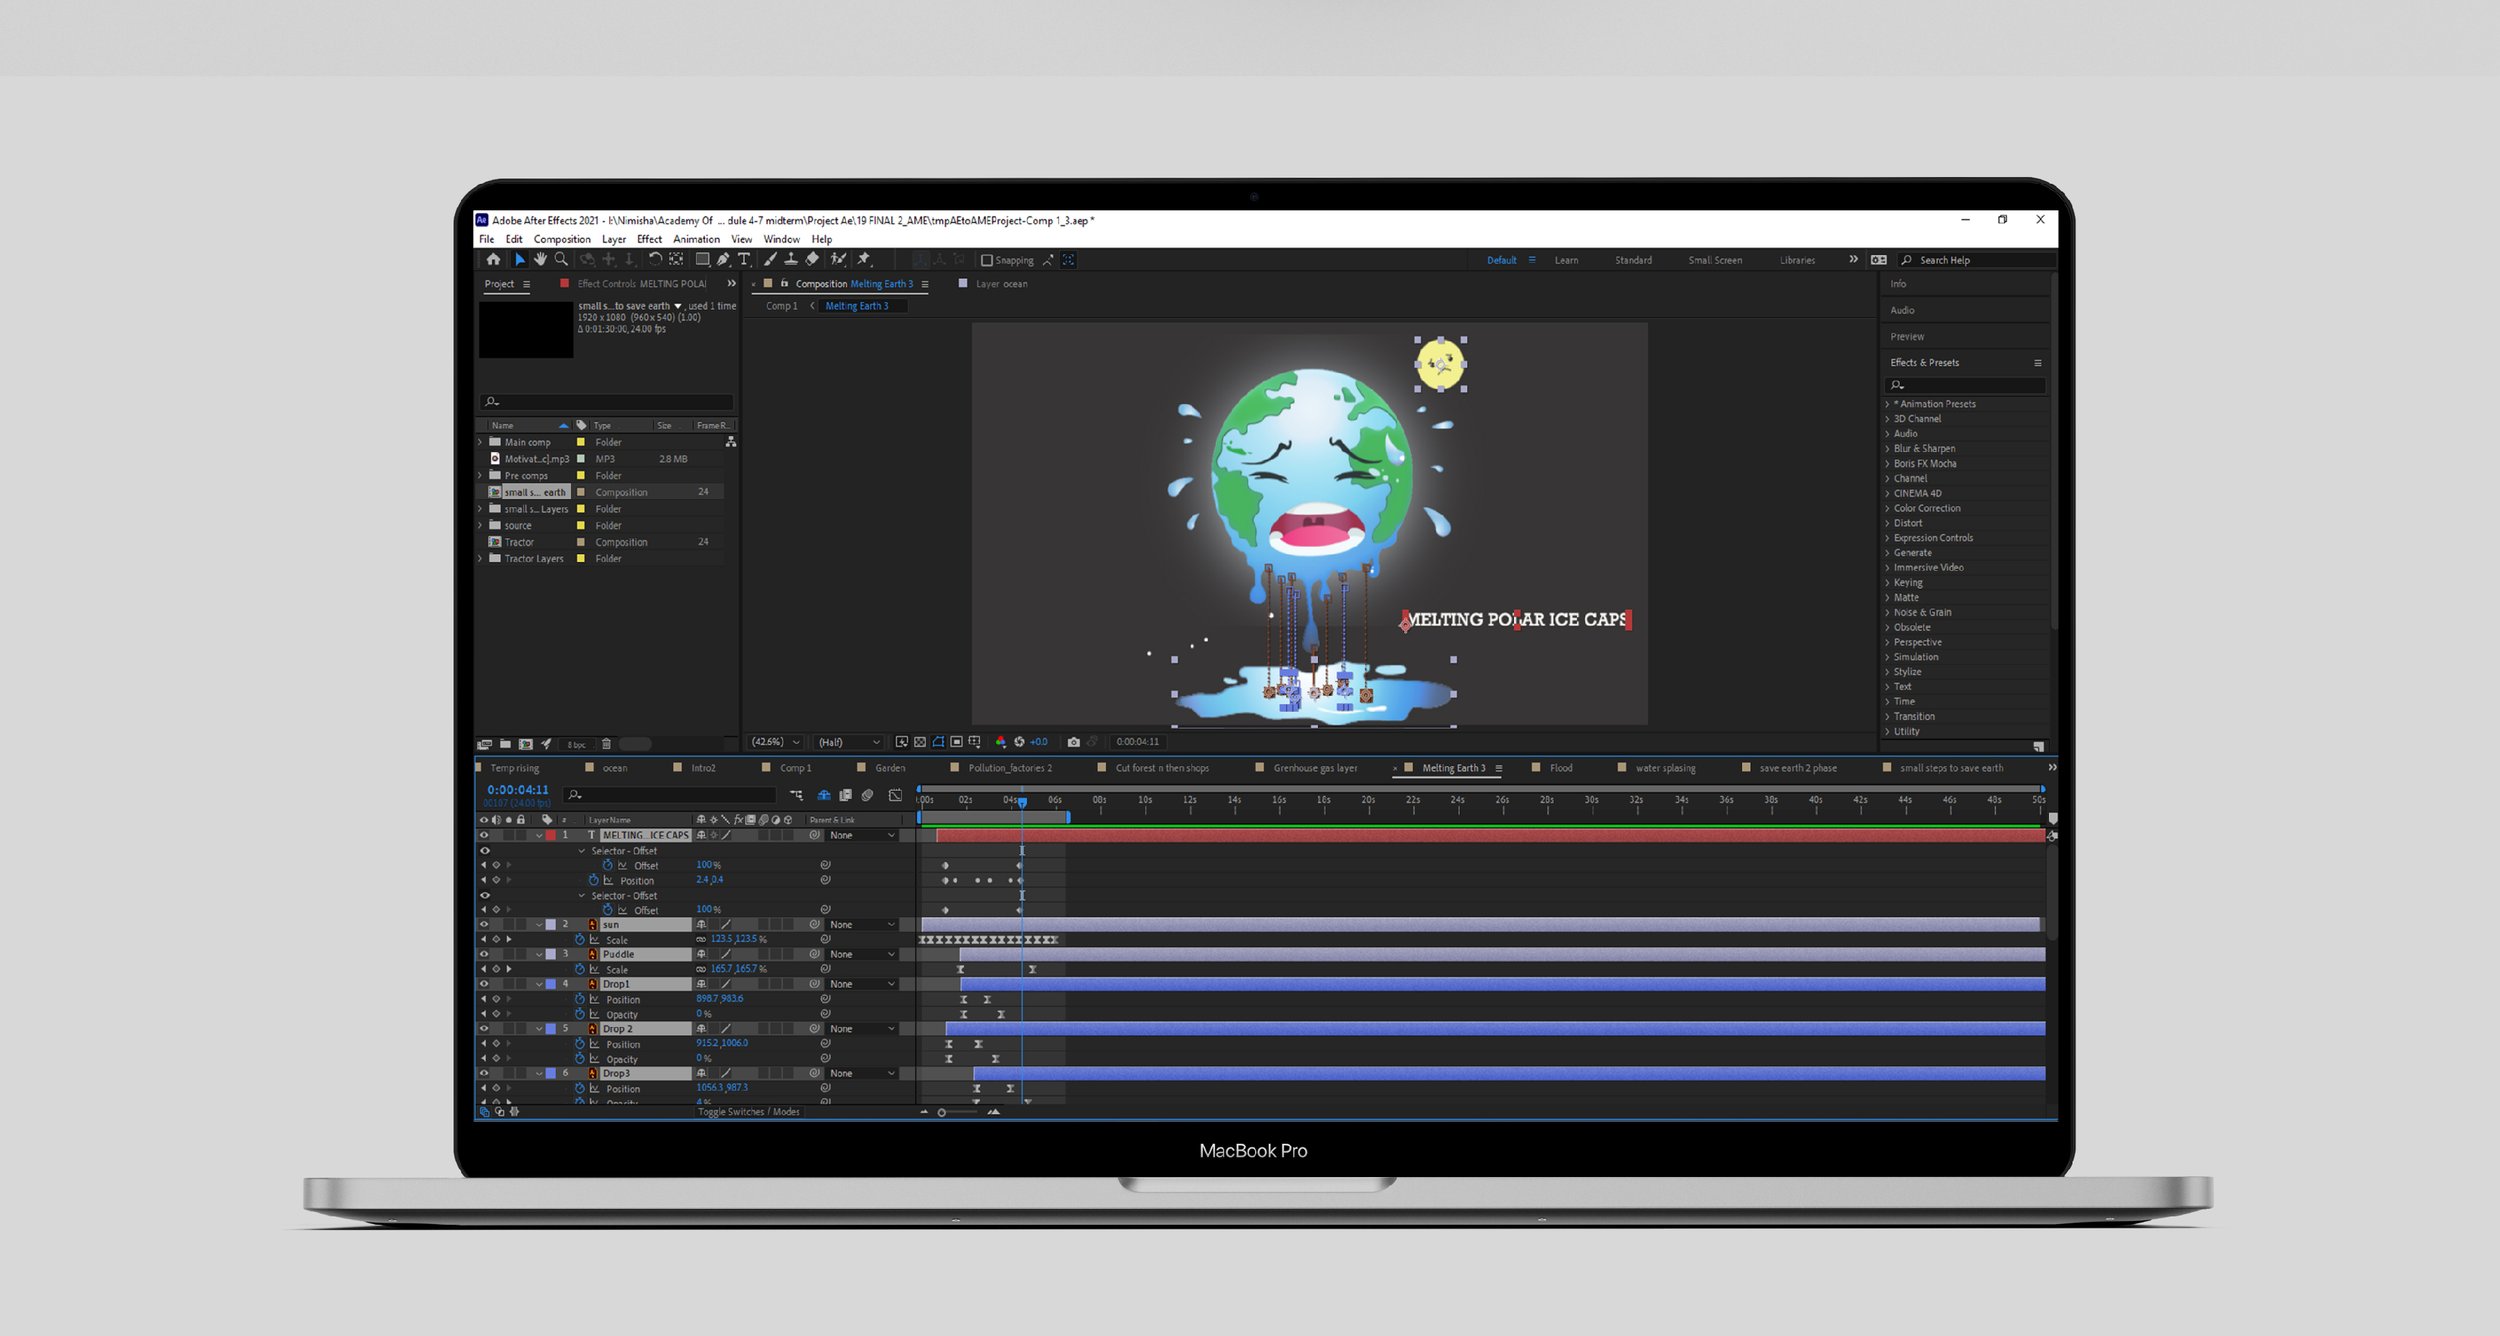 Ae Adobe After Effects 2021 - I:\Nimisha\Academy Of ... dule 4-7 midterm\Project Ae\19 FINAL 2_AME\tmpAEtoAMEProject-Comp 1_3.aep *
File Edit Composition Layer Effect Animation View Window Help
Snapping Default Learn Standard Small Screen Libraries Search Help
Project Effect Controls MELTING POLAI
small s...to save earth , used 1 time
1920 x 1080 (960 x 540) (1.00)
Δ 0:01:30:00, 24.00 fps
Name Type Size Frame R...
Main comp Folder
Motivat...c].mp3 MP3 2.8 MB
Pre comps Folder
small s... earth Composition 24
small s... Layers Folder
source Folder
Tractor Composition 24
Tractor Layers Folder
8 bpc
Composition Melting Earth 3 Layer ocean
Comp 1 Melting Earth 3
MELTING POLAR ICE CAPS
(42.6%) (Half) +0.0 0:00:04:11
Info
Audio
Preview
Effects & Presets
* Animation Presets
3D Channel
Audio
Blur & Sharpen
Boris FX Mocha
Channel
CINEMA 4D
Color Correction
Distort
Expression Controls
Generate
Immersive Video
Keying
Matte
Noise & Grain
Obsolete
Perspective
Simulation
Stylize
Text
Time
Transition
Utility
Temp rising ocean Intro2 Comp 1 Garden Pollution_factories 2 Cut forest n then shops Grenhouse gas layer Melting Earth 3 Flood water splasing save earth 2 phase small steps to save earth
0:00:04:11
00107 (24.00 fps)
:00s 02s 04s 06s 08s 10s 12s 14s 16s 18s 20s 22s 24s 26s 28s 30s 32s 34s 36s 38s 40s 42s 44s 46s 48s 50s
# Layer Name fx Parent & Link
1 T MELTING...ICE CAPS None
Selector - Offset
Offset 100 %
Position 2.4,0.4
Selector - Offset
Offset 100 %
2 sun None
Scale 123.5,123.5 %
3 Puddle None
Scale 165.7,165.7 %
4 Drop1 None
Position 898.7,983.6
Opacity 0 %
5 Drop 2 None
Position 915.2,1006.0
Opacity 0 %
6 Drop3 None
Position 1056.3,987.3
Opacity 4 %
Toggle Switches / Modes
MacBook Pro